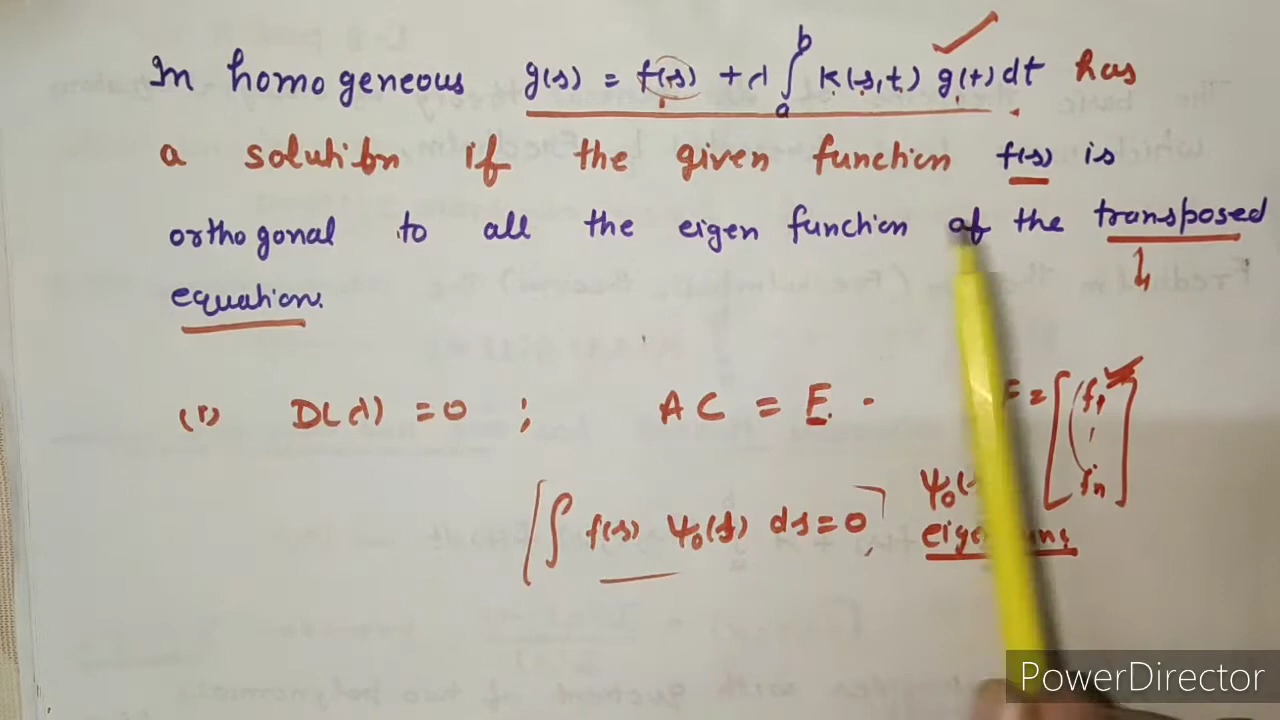 In homogeneous g(s) = f(s) + λ ∫ₐᵇ K(s,t) g(t) dt has
a solution if the given function f(s) is
orthogonal to all the eigen function of the transposed
equation.
(i) D(λ) = 0 ; AC = F. F = [f₁ ⋮ fₙ]
∫ f(s) ψ₀(s) ds = 0, ψ₀(
PowerDirector